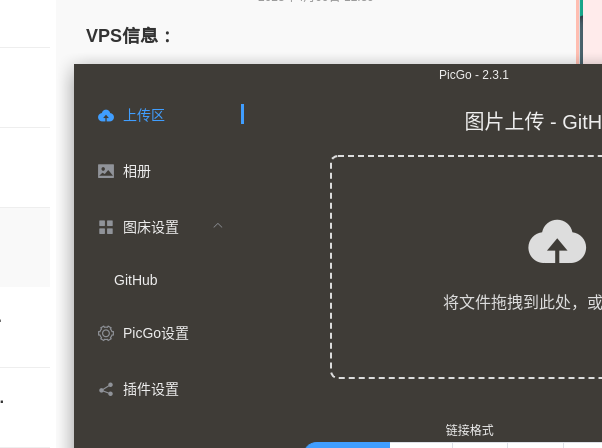 VPS信息 ：
PicGo - 2.3.1
上传区
图片上传 - GitH
相册
图床设置
GitHub
将文件拖拽到此处，或
PicGo设置
插件设置
链接格式